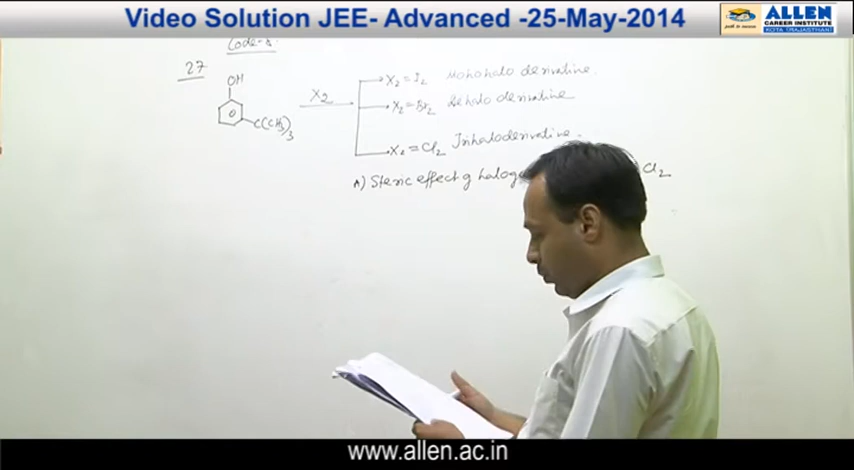 Video Solution JEE- Advanced -25-May-2014
ALLEN
CAREER INSTITUTE
KOTA (RAJASTHAN)
Code-
27
OH
C(CH3)3
X2
X2 = I2 Monohalo derivative.
X2 = Br2 dihalo derivative
X2 = Cl2 Trihaloderivative.
A) Steric effect of haloge
Cl2
www.allen.ac.in